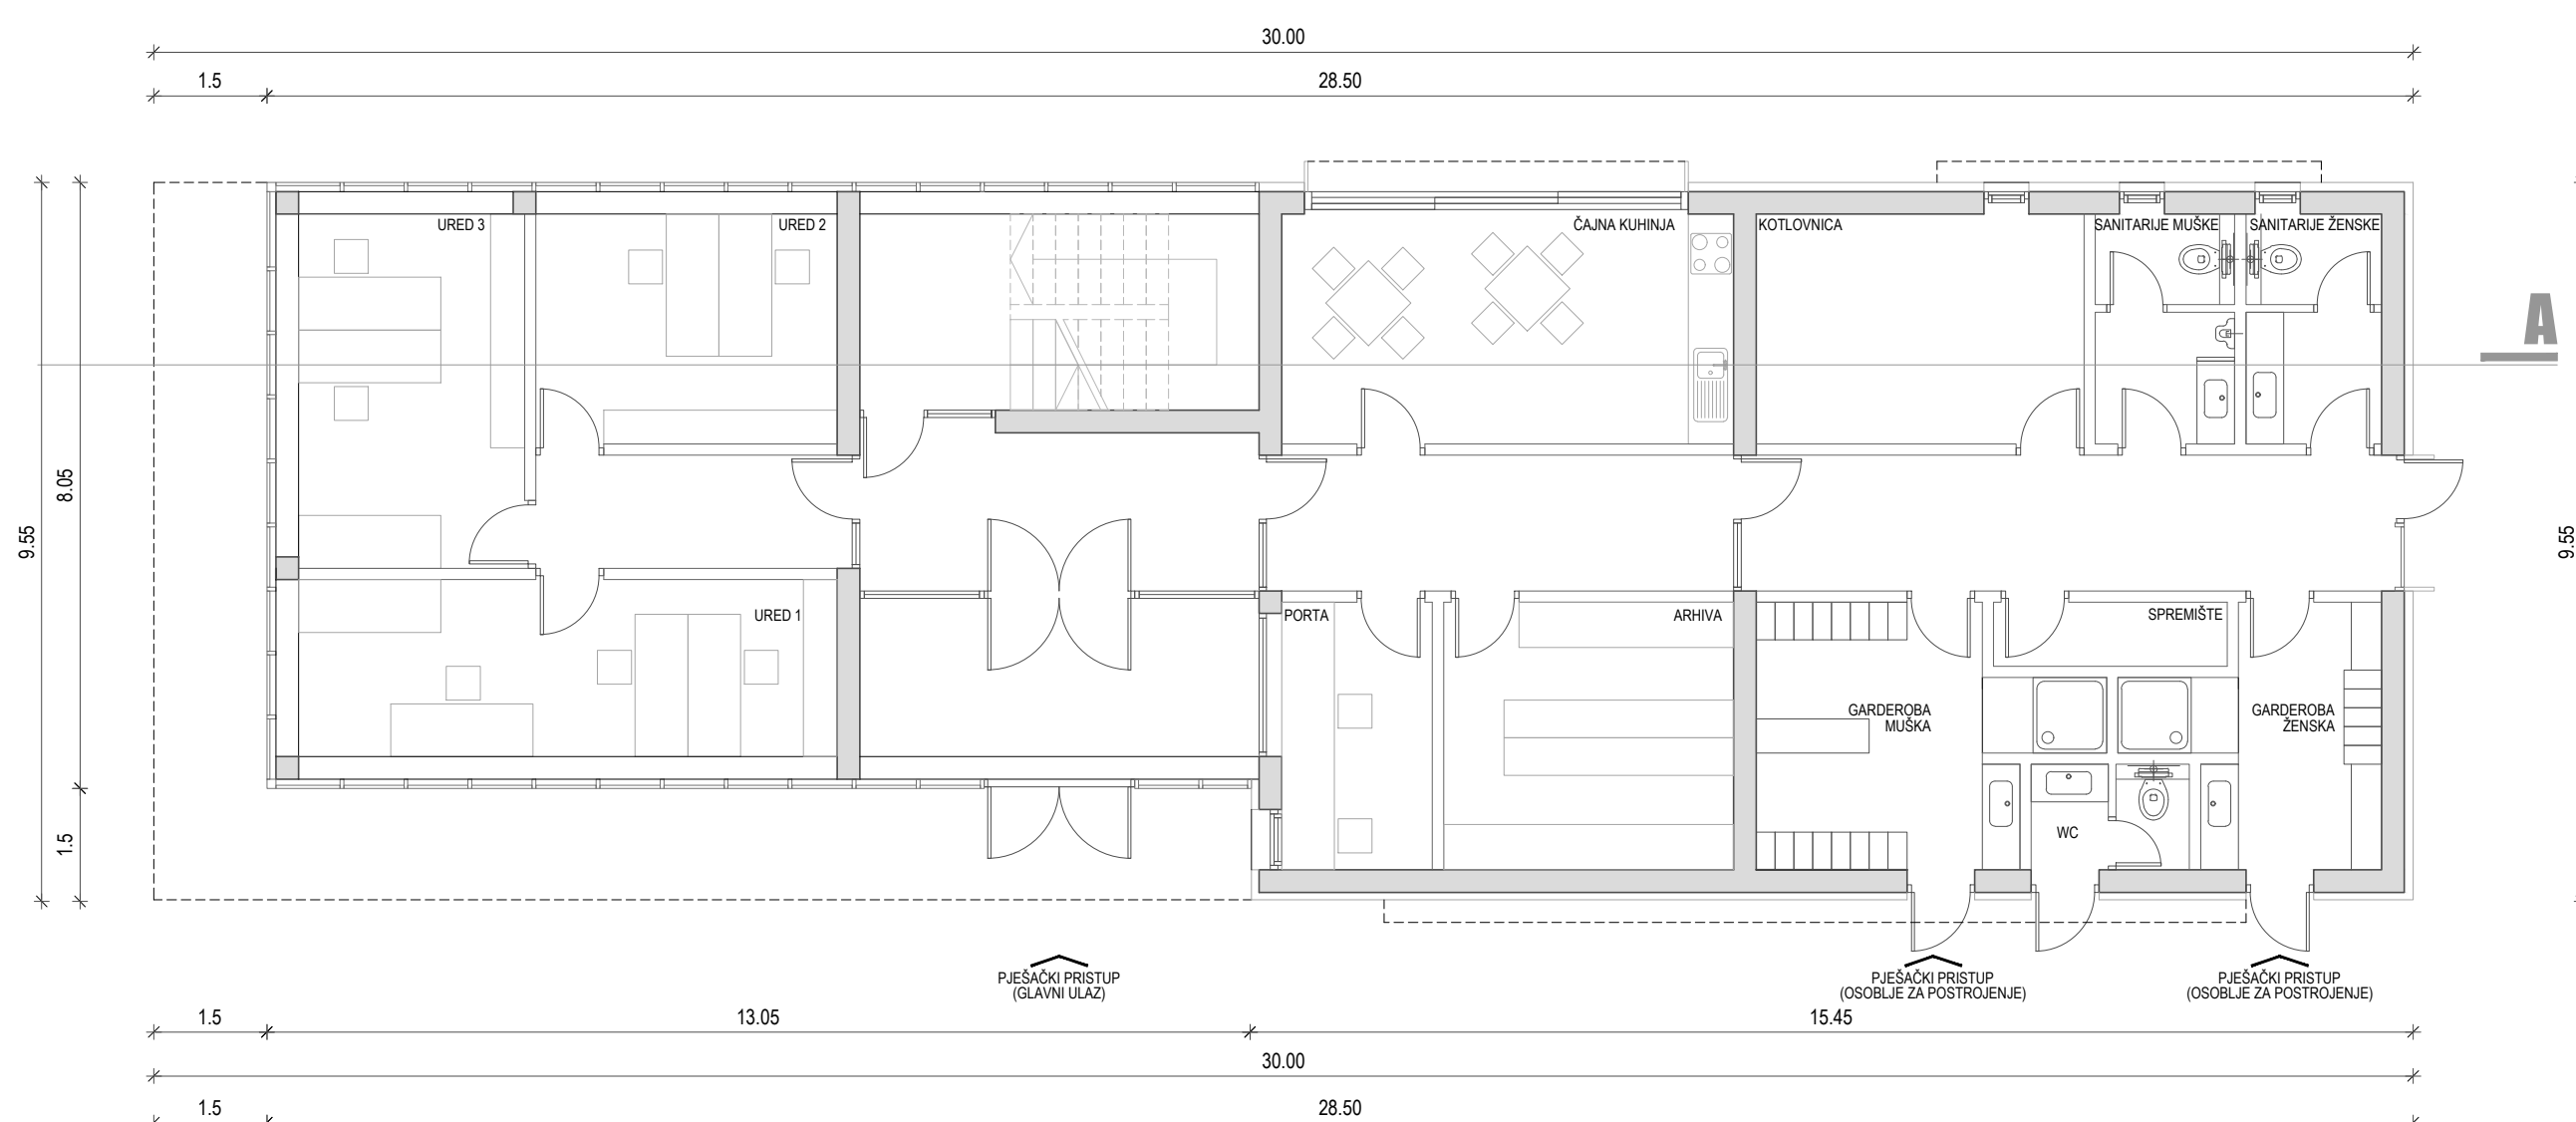 30.00
1.5
28.50
URED 3
URED 2
ČAJNA KUHINJA
KOTLOVNICA
SANITARIJE MUŠKE
SANITARIJE ŽENSKE
A
8.05
9.55
9.55
URED 1
PORTA
ARHIVA
SPREMIŠTE
GARDEROBA
MUŠKA
GARDEROBA
ŽENSKA
1.5
WC
PJEŠAČKI PRISTUP
(GLAVNI ULAZ)
PJEŠAČKI PRISTUP
(OSOBLJE ZA POSTROJENJE)
PJEŠAČKI PRISTUP
(OSOBLJE ZA POSTROJENJE)
1.5
13.05
15.45
30.00
1.5
28.50